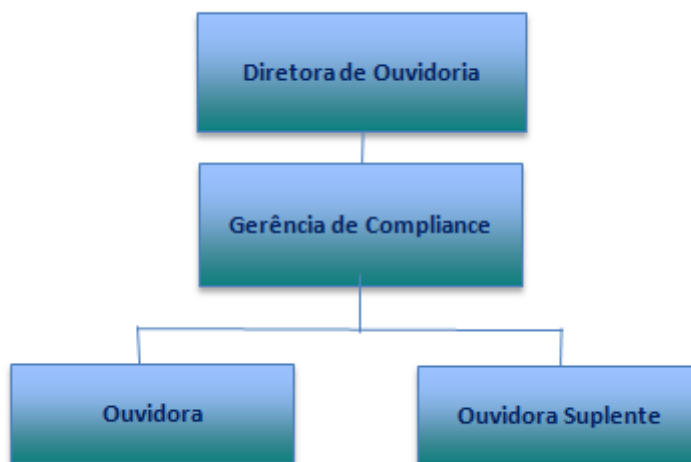 Diretora de Ouvidoria
Gerência de Compliance
Ouvidora
Ouvidora Suplente